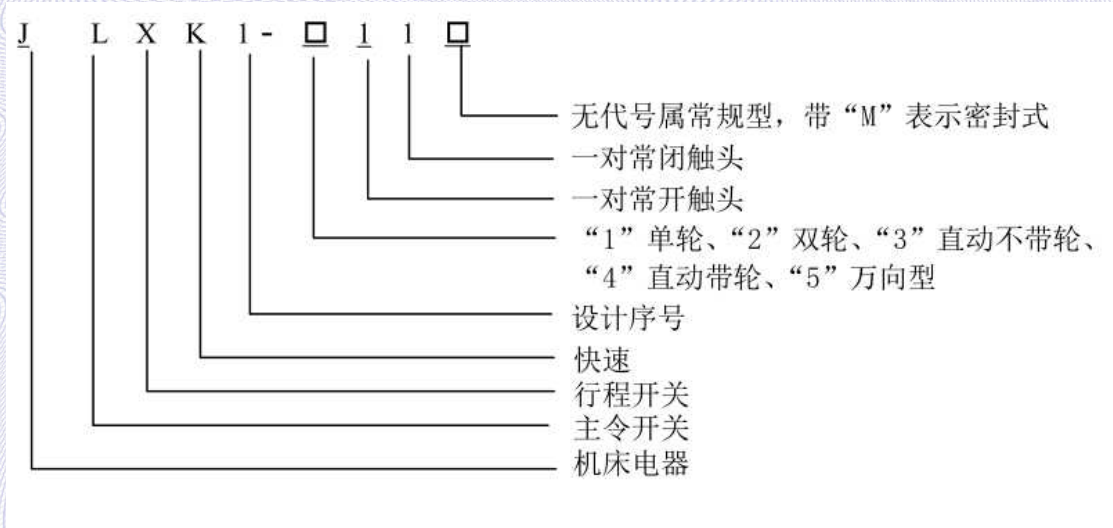 J L X K 1 - □ 1 1 □
无代号属常规型，带“M”表示密封式
一对常闭触头
一对常开触头
“1”单轮、“2”双轮、“3”直动不带轮、
“4”直动带轮、“5”万向型
设计序号
快速
行程开关
主令开关
机床电器